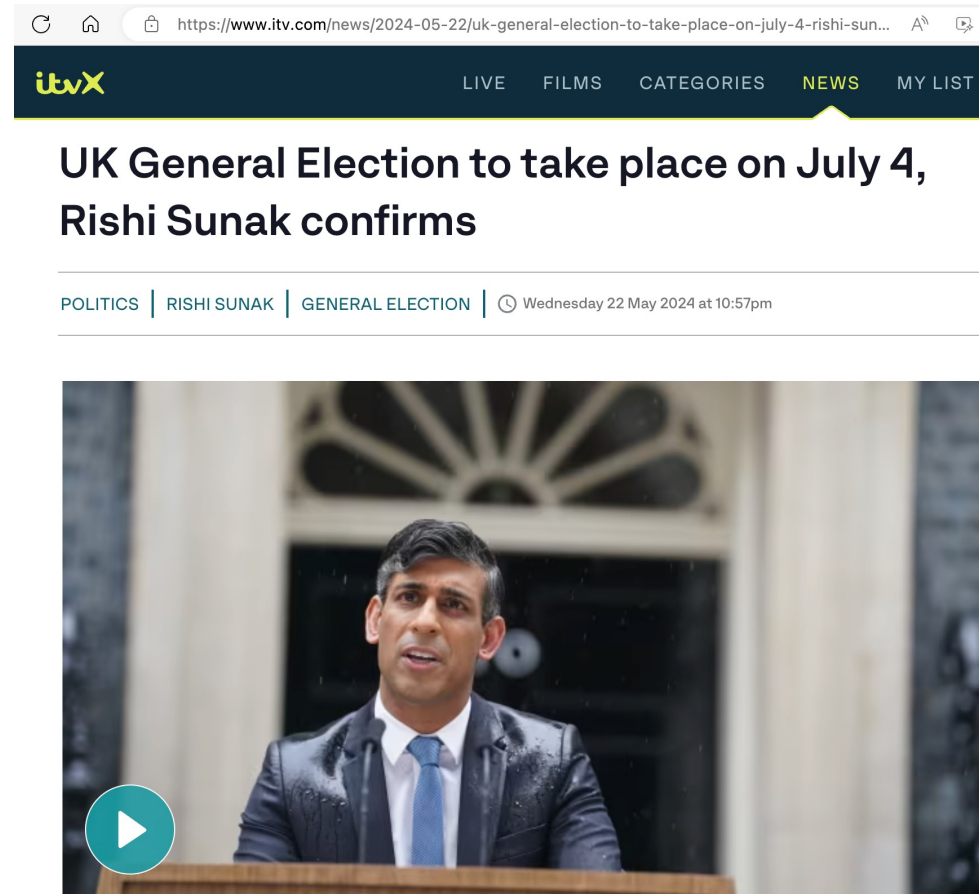 https://www.itv.com/news/2024-05-22/uk-general-election-to-take-place-on-july-4-rishi-sun...
itvX LIVE FILMS CATEGORIES NEWS MY LIST
UK General Election to take place on July 4,
Rishi Sunak confirms
POLITICS RISHI SUNAK GENERAL ELECTION Wednesday 22 May 2024 at 10:57pm